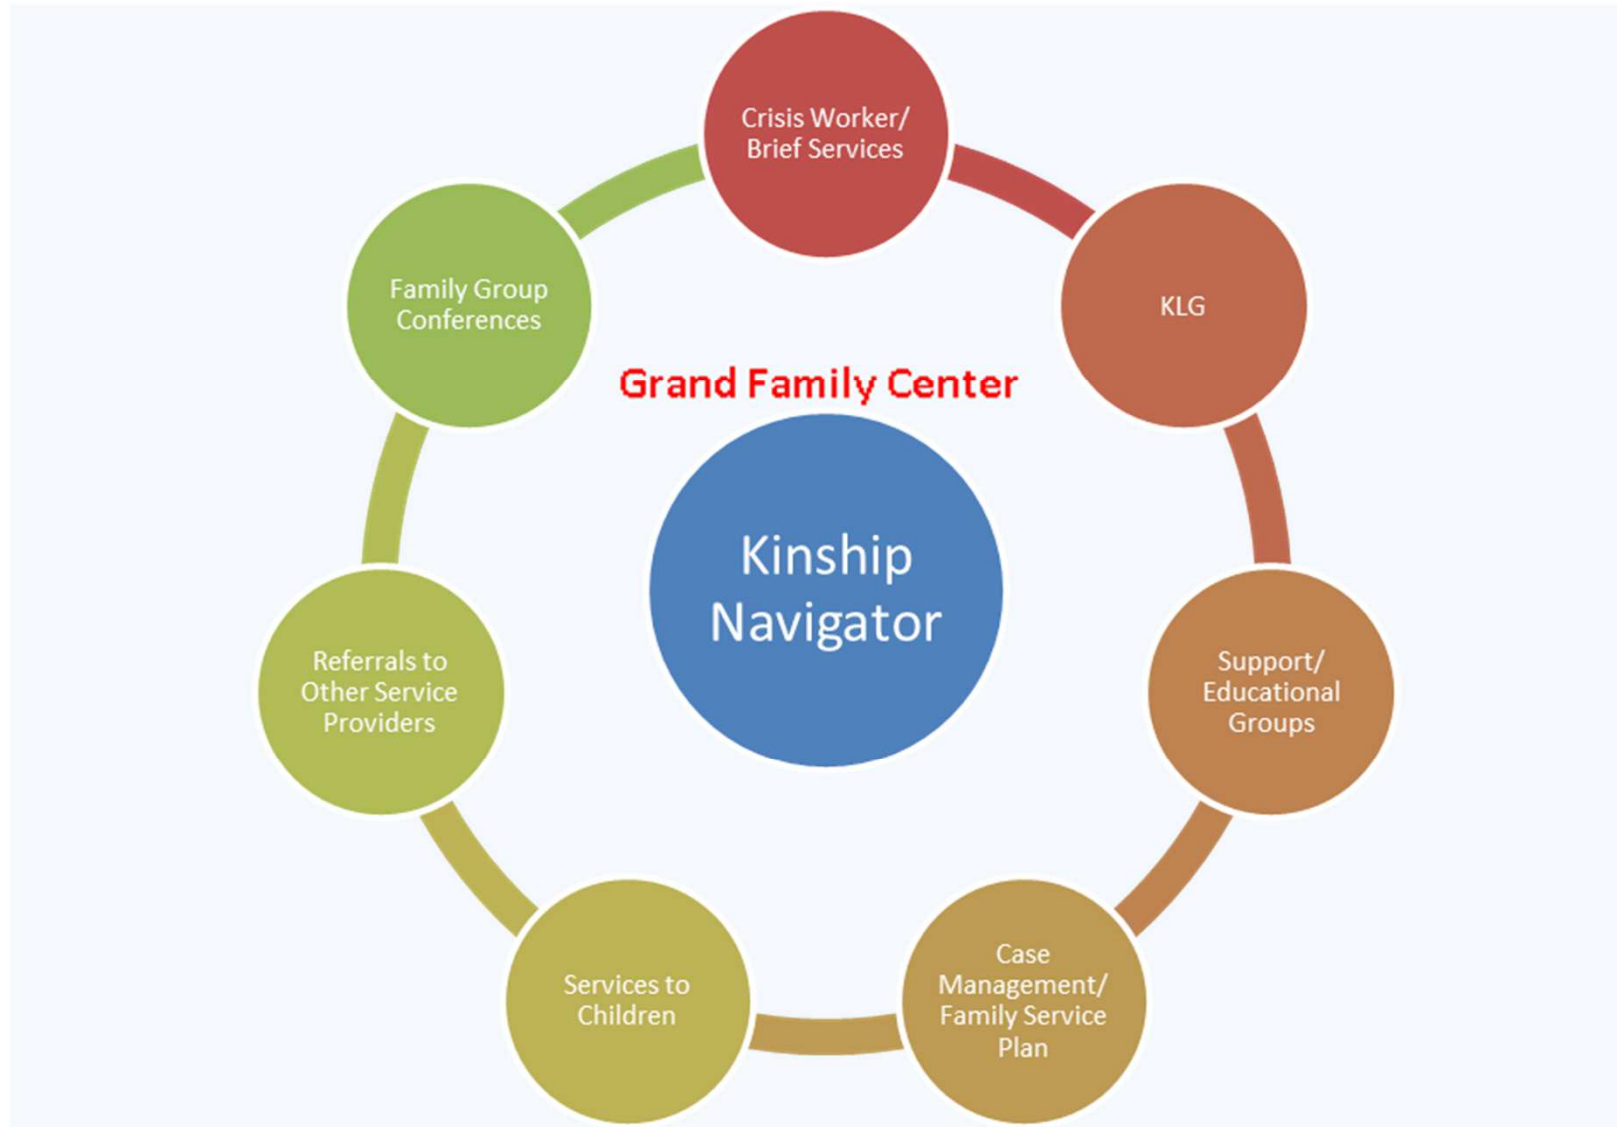 Crisis Worker/
Brief Services
KLG
Support/
Educational
Groups
Case
Management/
Family Service
Plan
Services to
Children
Referrals to
Other Service
Providers
Family Group
Conferences
Grand Family Center
Kinship
Navigator